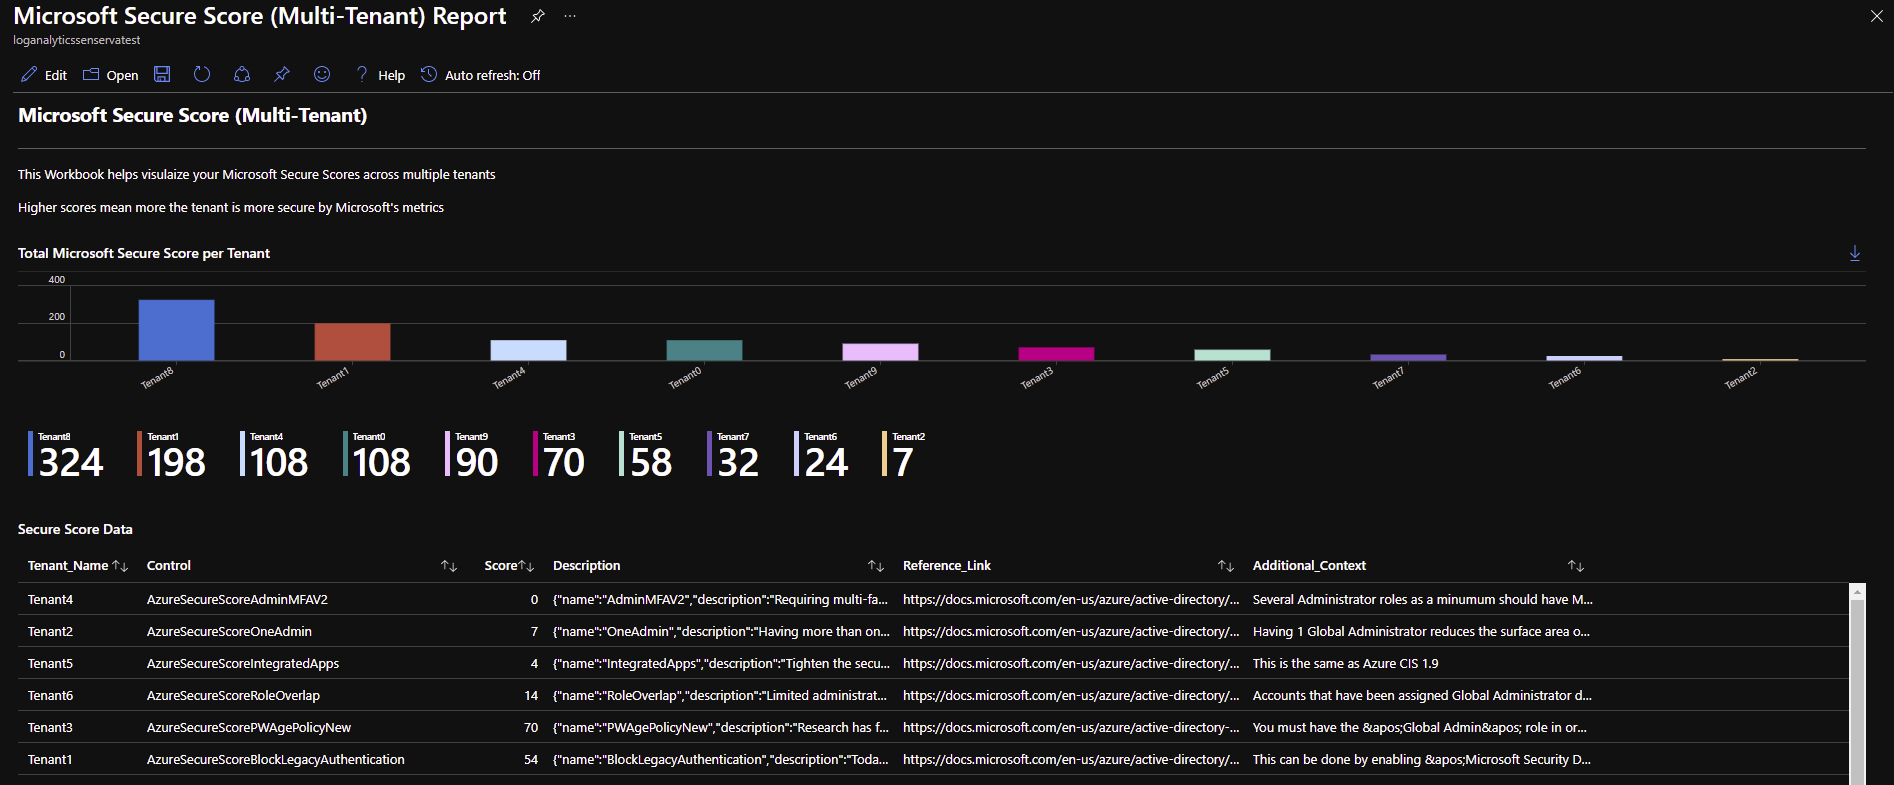 Microsoft Secure Score (Multi-Tenant) Report
loganalyticssenservatest
Edit Open Help Auto refresh: Off
Microsoft Secure Score (Multi-Tenant)
This Workbook helps visulaize your Microsoft Secure Scores across multiple tenants
Higher scores mean more the tenant is more secure by Microsoft's metrics
Total Microsoft Secure Score per Tenant
400
200
0
Tenant8 Tenant1 Tenant4 Tenant0 Tenant9 Tenant3 Tenant5 Tenant7 Tenant6 Tenant2
Tenant8 Tenant1 Tenant4 Tenant0 Tenant9 Tenant3 Tenant5 Tenant7 Tenant6 Tenant2
324 198 108 108 90 70 58 32 24 7
Secure Score Data
Tenant_Name Control Score Description Reference_Link Additional_Context
Tenant4 AzureSecureScoreAdminMFAV2 0 {"name":"AdminMFAV2","description":"Requiring multi-fa... https://docs.microsoft.com/en-us/azure/active-directory/... Several Administrator roles as a minumum should have M...
Tenant2 AzureSecureScoreOneAdmin 7 {"name":"OneAdmin","description":"Having more than on... https://docs.microsoft.com/en-us/azure/active-directory/... Having 1 Global Administrator reduces the surface area o...
Tenant5 AzureSecureScoreIntegratedApps 4 {"name":"IntegratedApps","description":"Tighten the secu... https://docs.microsoft.com/en-us/azure/active-directory/... This is the same as Azure CIS 1.9
Tenant6 AzureSecureScoreRoleOverlap 14 {"name":"RoleOverlap","description":"Limited administrat... https://docs.microsoft.com/en-us/azure/active-directory/... Accounts that have been assigned Global Administrator d...
Tenant3 AzureSecureScorePWAgePolicyNew 70 {"name":"PWAgePolicyNew","description":"Research has f... https://docs.microsoft.com/en-us/azure/active-directory-... You must have the &apos;Global Admin&apos; role in or...
Tenant1 AzureSecureScoreBlockLegacyAuthentication 54 {"name":"BlockLegacyAuthentication","description":"Toda... https://docs.microsoft.com/en-us/azure/active-directory/... This can be done by enabling &apos;Microsoft Security D...